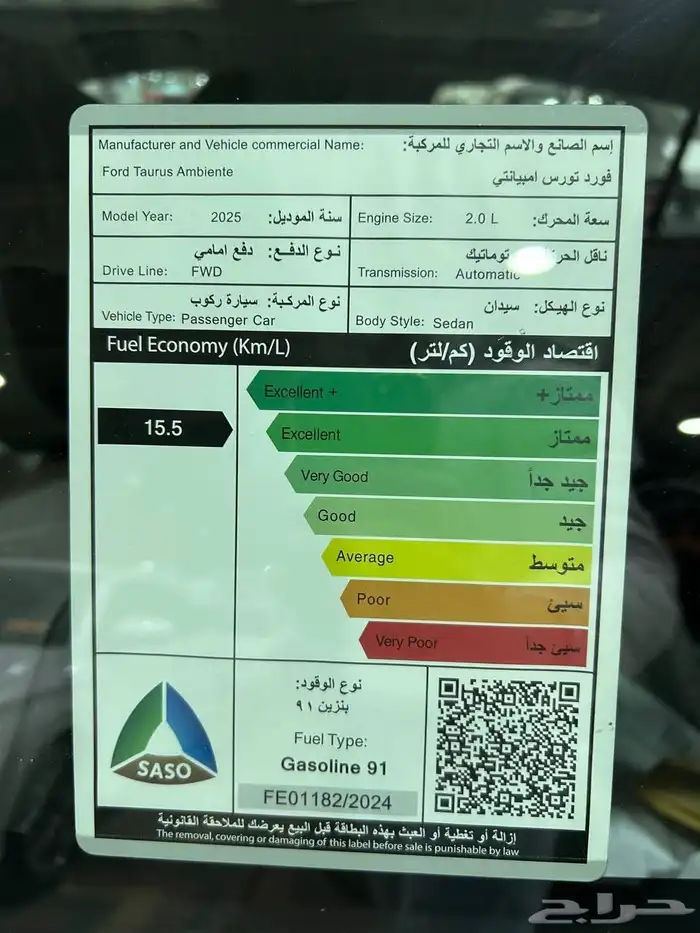 Manufacturer and Vehicle commercial Name: إسم الصانع والاسم التجاري للمركبة:
Ford Taurus Ambiente فورد تورس امبيانتي
Model Year: 2025 سنة الموديل:
Engine Size: 2.0 L سعة المحرك:
نوع الدفع: دفع امامي
Drive Line: FWD
ناقل توماتيك
Transmission: Automatic
نوع المركبة: سيارة ركوب
Vehicle Type: Passenger Car
نوع الهيكل: سيدان
Body Style: Sedan
Fuel Economy (Km/L) اقتصاد الوقود (كم/لتر)
15.5
Excellent + ممتاز+
Excellent ممتاز
Very Good جيد جداً
Good جيد
Average متوسط
Poor سيئ
Very Poor سيئ جداً
SASO
نوع الوقود:
بنزين ٩١
Fuel Type:
Gasoline 91
FE01182/2024
إزالة أو تغطية أو العبث بهذه البطاقة قبل البيع يعرضك للملاحقة القانونية
The removal, covering or damaging of this label before sale is punishable by law
حراج